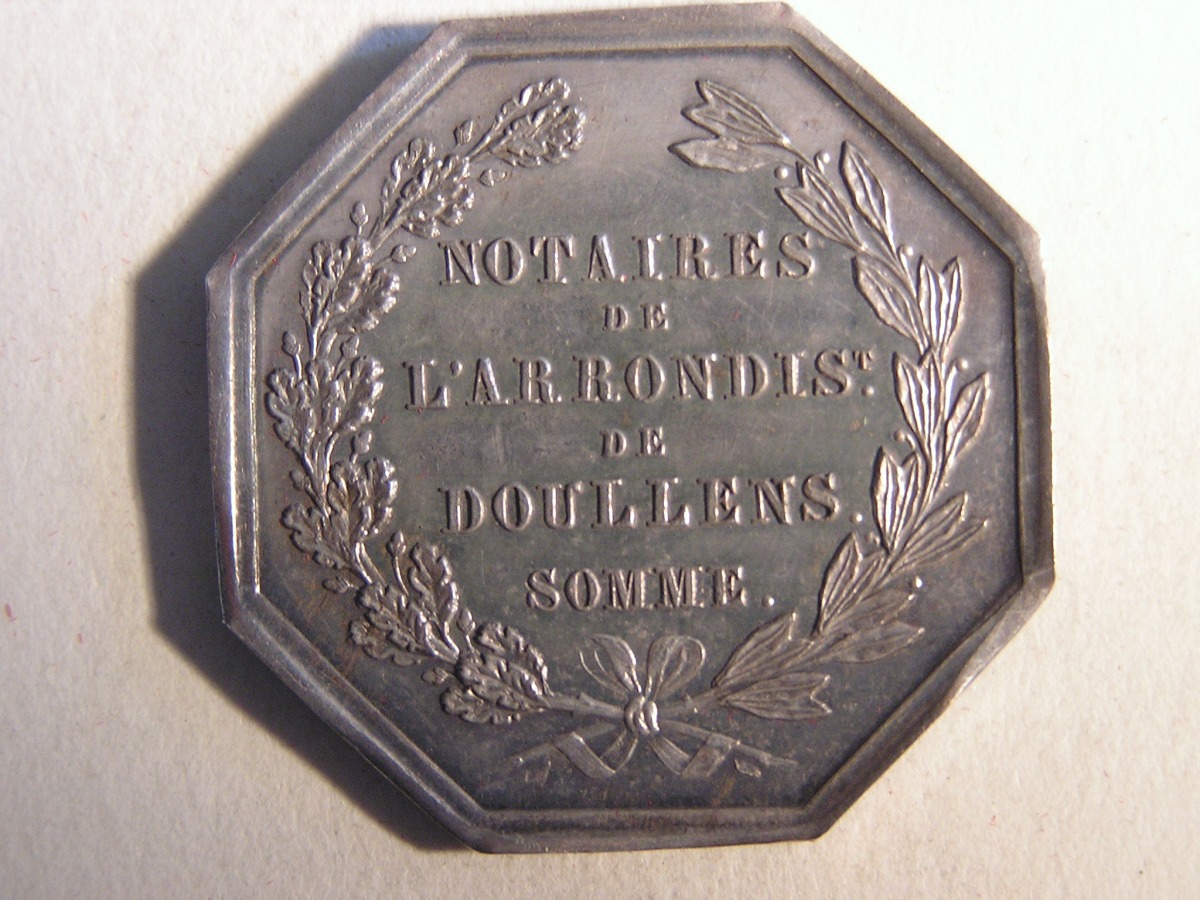 NOTAIRES
DE
L'ARRONDIST.
DE
DOULLENS.
SOMME.